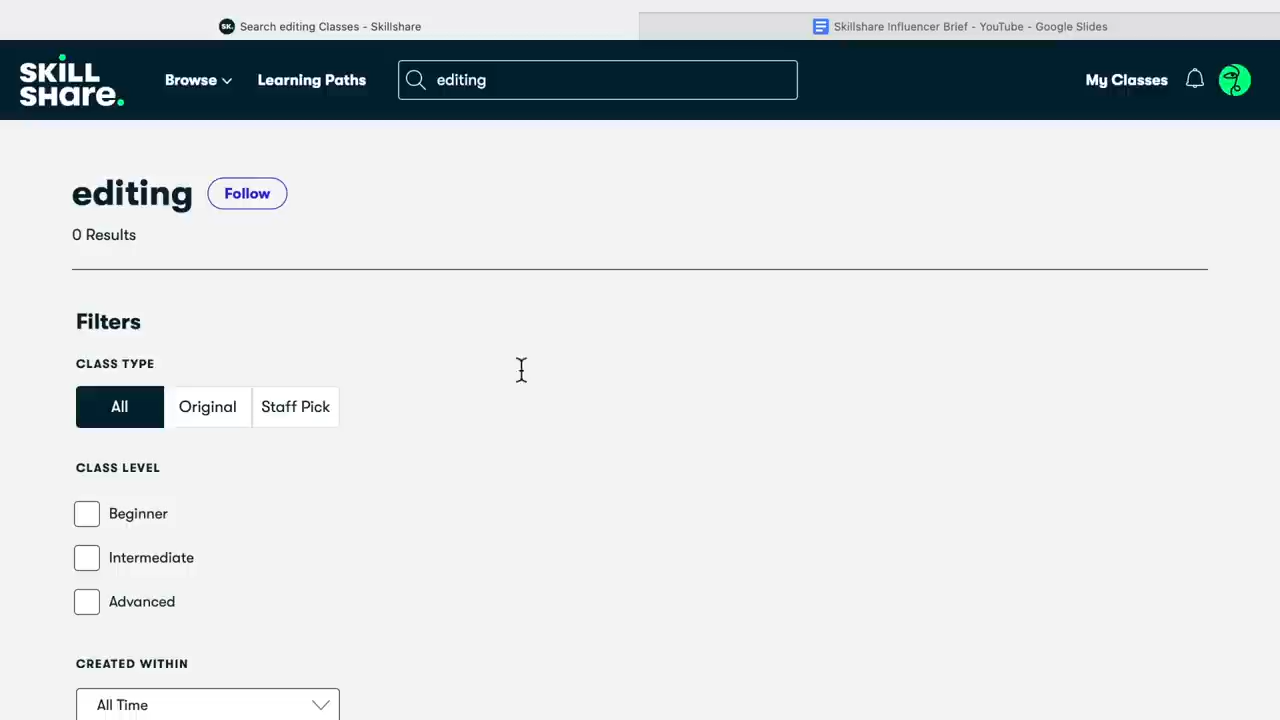 SK. Search editing Classes - Skillshare
Skillshare Influencer Brief - YouTube - Google Slides
SKILL
SHare.
Browse
Learning Paths
editing
My Classes
editing
Follow
0 Results
Filters
CLASS TYPE
All
Original
Staff Pick
CLASS LEVEL
Beginner
Intermediate
Advanced
CREATED WITHIN
All Time